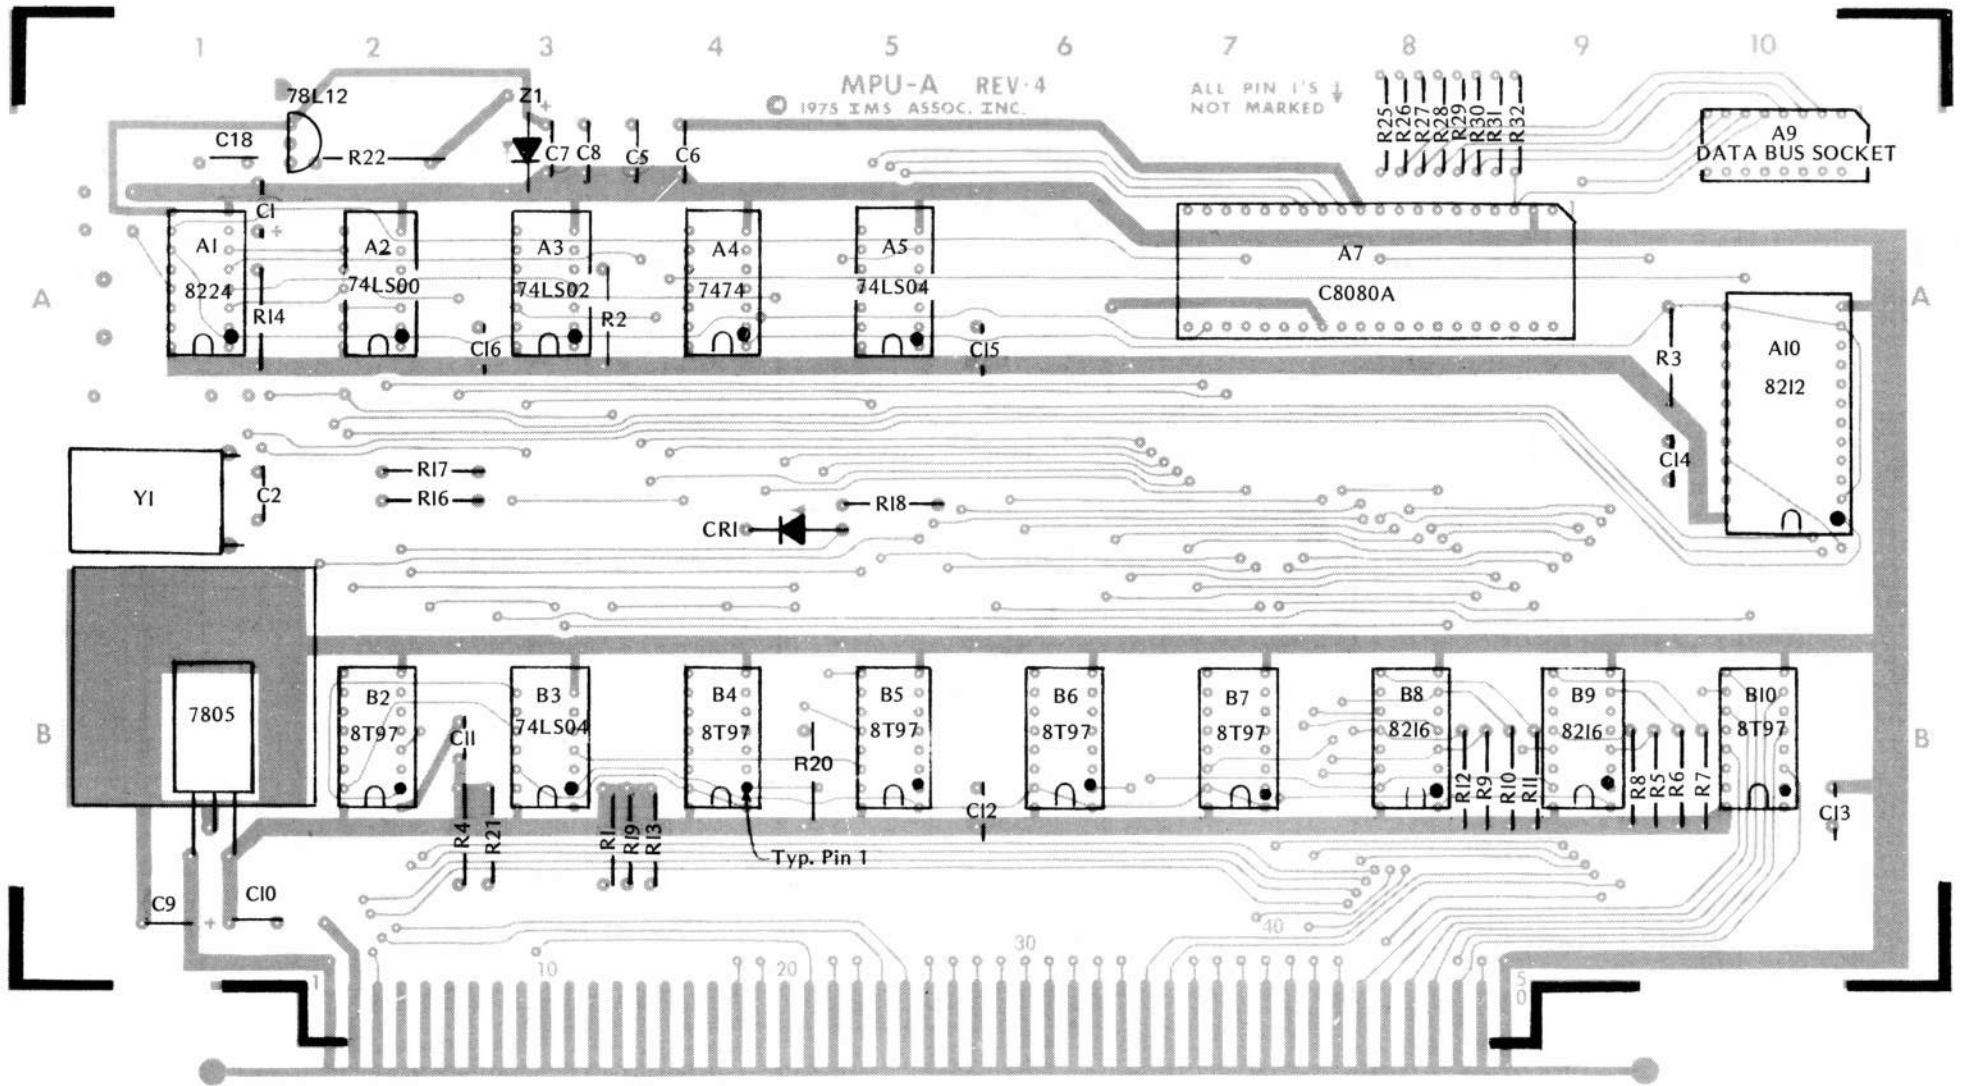 1 2 3 4 5 6 7 8 9 10
MPU-A REV-4
© 1975 IMS ASSOC. INC.
ALL PIN 1'S ↓
NOT MARKED
78L12
Z1
+
C18
R22
C7
C8
C5
C6
R25
R26
R27
R28
R29
R30
R31
R32
1
A9
DATA BUS SOCKET
C1
+
A1
8224
A2
74LS00
A3
74LS02
A4
7474
A5
74LS04
1
A7
C8080A
A
A
R14
C16
R2
C15
R3
A10
8212
C14
Y1
C2
R17
R16
CR1
R18
7805
B2
8T97
C11
B3
74LS04
B4
8T97
R20
B5
8T97
B6
8T97
B7
8T97
B8
8216
R12
R9
R10
R11
B9
8216
R8
R5
R6
R7
B10
8T97
B
B
C12
C13
R4
R21
R1
R19
R13
Typ. Pin 1
C9
+
C10
1
10
20
30
40
50